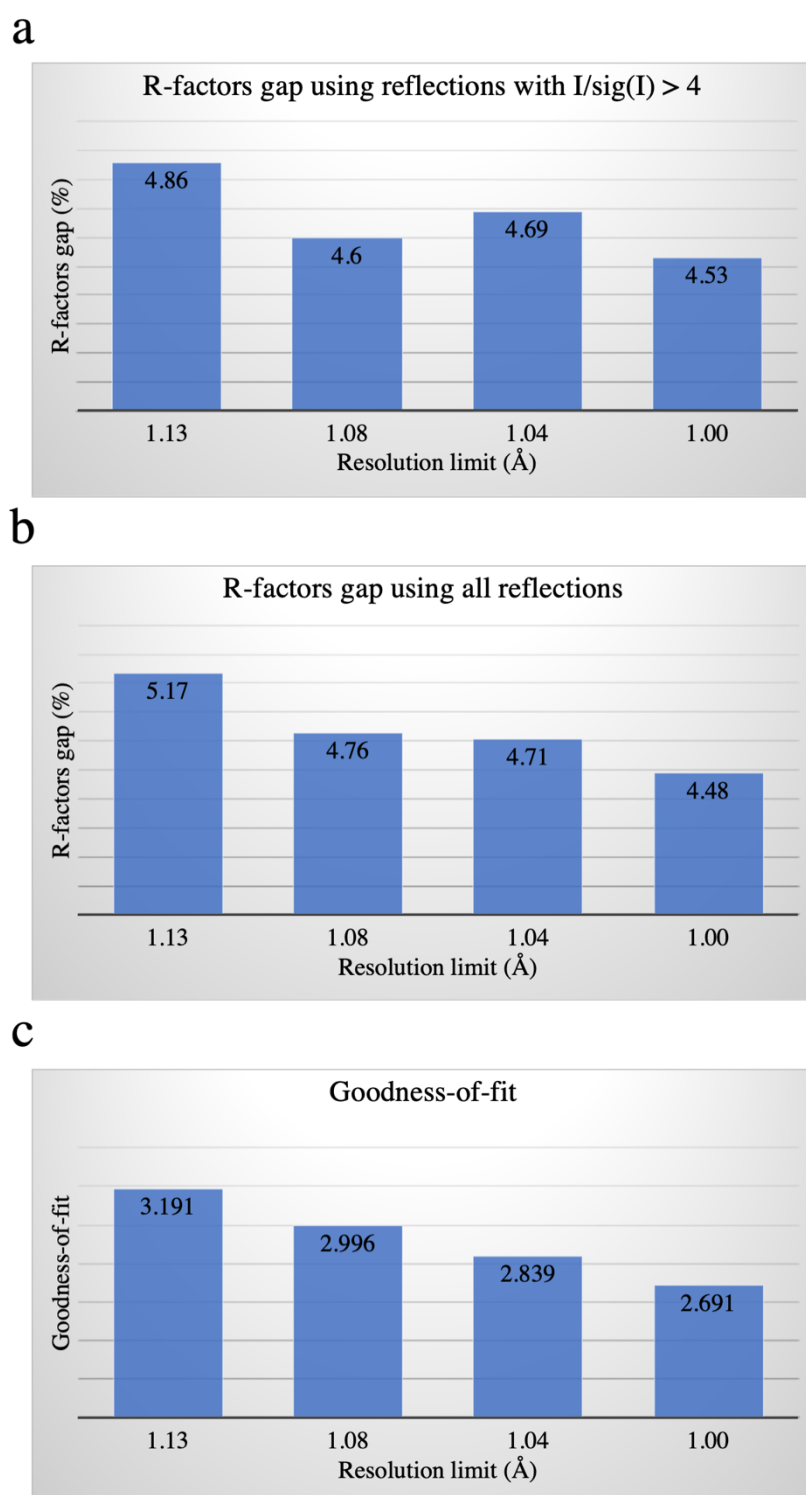 a
R-factors gap using reflections with I/sig(I) > 4
R-factors gap (%)
4.86
4.6
4.69
4.53
1.13
1.08
1.04
1.00
Resolution limit (Å)
b
R-factors gap using all reflections
R-factors gap (%)
5.17
4.76
4.71
4.48
1.13
1.08
1.04
1.00
Resolution limit (Å)
c
Goodness-of-fit
Goodness-of-fit
3.191
2.996
2.839
2.691
1.13
1.08
1.04
1.00
Resolution limit (Å)